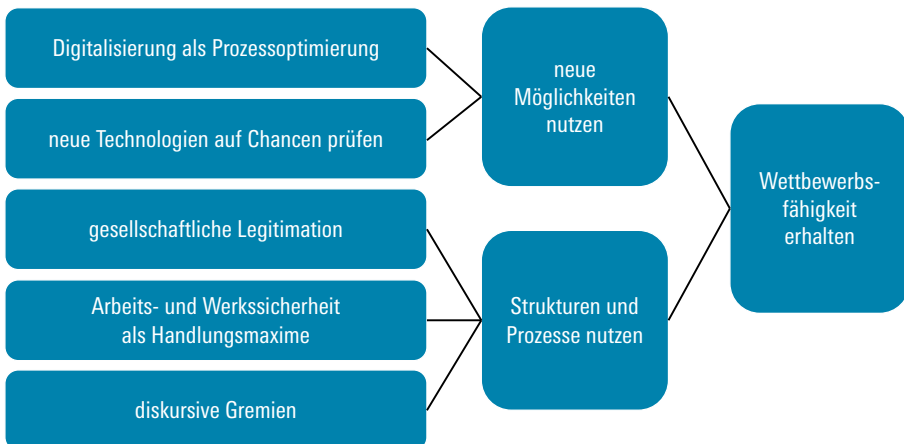 Digitalisierung als Prozessoptimierung
neue Technologien auf Chancen prüfen
gesellschaftliche Legitimation
Arbeits- und Werkssicherheit
als Handlungsmaxime
diskursive Gremien
neue
Möglichkeiten
nutzen
Strukturen und
Prozesse nutzen
Wettbewerbs-
fähigkeit
erhalten